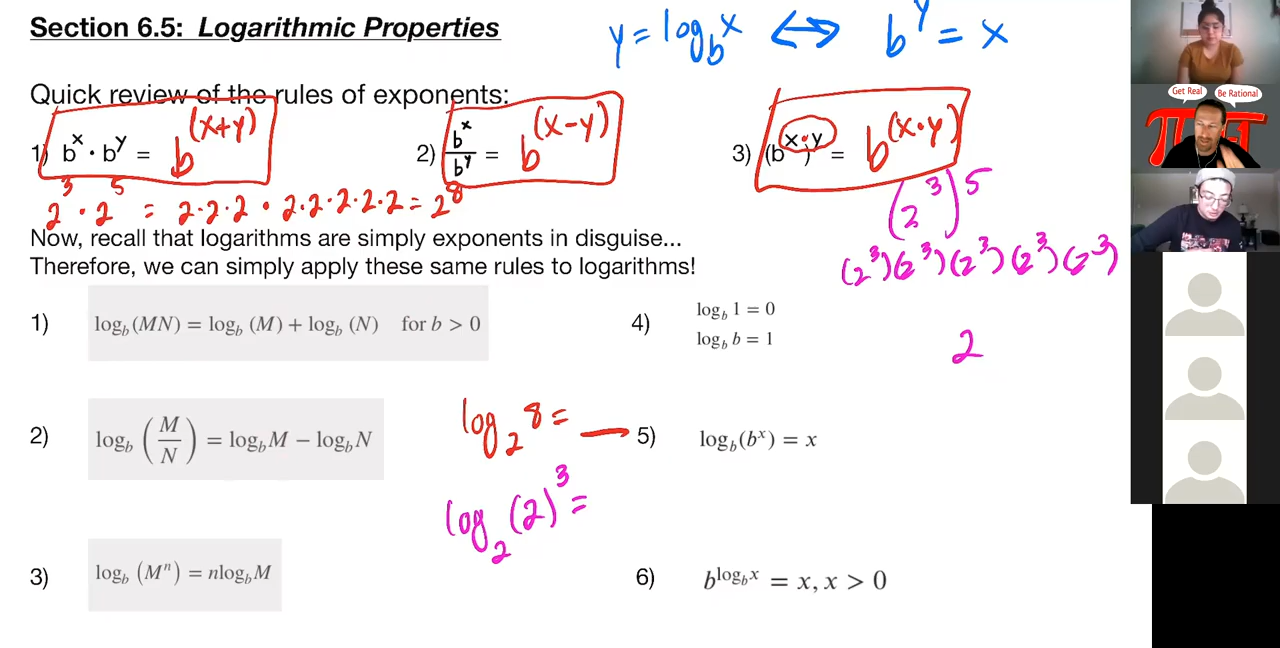 Section 6.5: Logarithmic Properties
y = log_b x ⟺ b^y = x
Quick review of the rules of exponents:
1) b^x · b^y = b^(x+y)
2) b^x / b^y = b^(x-y)
3) (b^x·y) = b^(x·y)
2^3 · 2^5 = 2·2·2 · 2·2·2·2·2 = 2^8
(2^3)^5
(2^3)(2^3)(2^3)(2^3)(2^3)
2
Now, recall that logarithms are simply exponents in disguise...
Therefore, we can simply apply these same rules to logarithms!
1) log_b (MN) = log_b (M) + log_b (N) for b > 0
2) log_b (M/N) = log_b M − log_b N
3) log_b (M^n) = nlog_b M
log_2 8 = __
log_2 (2)^3 =
4) log_b 1 = 0
log_b b = 1
5) log_b(b^x) = x
6) b^(log_b x) = x, x > 0
Get Real
Be Rational